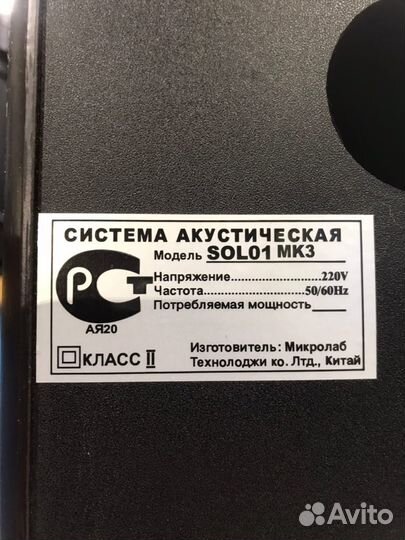 СИСТЕМА АКУСТИЧЕСКАЯ
Модель SOLO1 MK3
РСТ
АЯ20
Напряжение.......................220V
Частота..............................50/60Hz
Потребляемая мощность____
КЛАСС II
Изготовитель: Микролаб
Технолоджи ко. Лтд., Китай
Avito